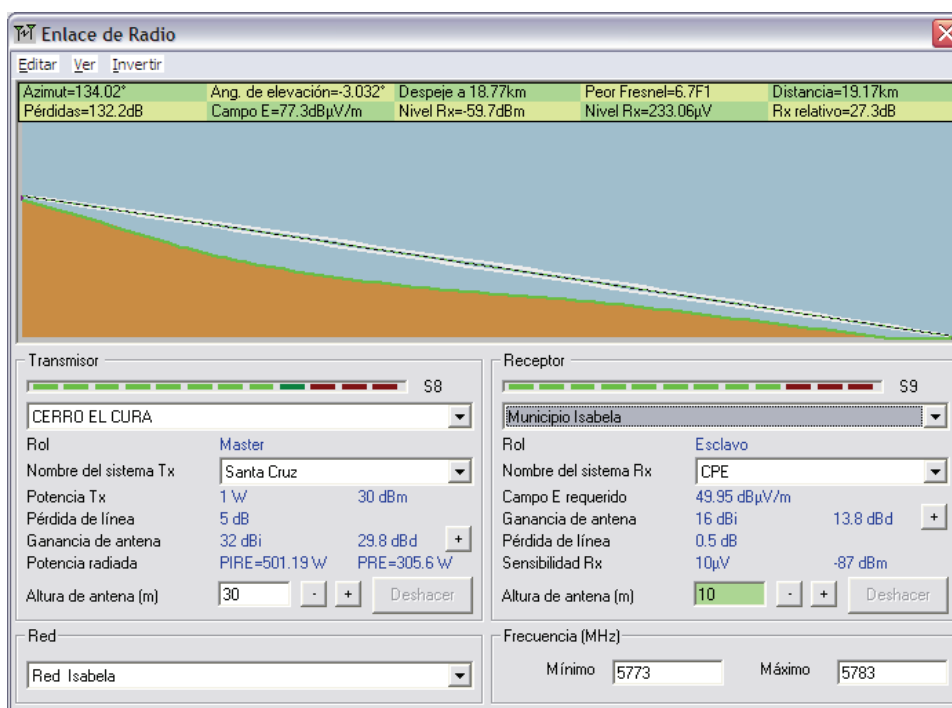 Enlace de Radio
Editar Ver Invertir
Azimut=134.02° Ang. de elevación=-3.032° Despeje a 18.77km Peor Fresnel=6.7F1 Distancia=19.17km
Pérdidas=132.2dB Campo E=77.3dBµV/m Nivel Rx=-59.7dBm Nivel Rx=233.06µV Rx relativo=27.3dB
Transmisor
S8
CERRO EL CURA
Rol Master
Nombre del sistema Tx Santa Cruz
Potencia Tx 1 W 30 dBm
Pérdida de línea 5 dB
Ganancia de antena 32 dBi 29.8 dBd +
Potencia radiada PIRE=501.19 W PRE=305.6 W
Altura de antena (m) 30 - + Deshacer
Red
Red Isabela
Receptor
S9
Municipio Isabela
Rol Esclavo
Nombre del sistema Rx CPE
Campo E requerido 49.95 dBµV/m
Ganancia de antena 16 dBi 13.8 dBd +
Pérdida de línea 0.5 dB
Sensibilidad Rx 10µV -87 dBm
Altura de antena (m) 10 - + Deshacer
Frecuencia (MHz)
Mínimo 5773 Máximo 5783